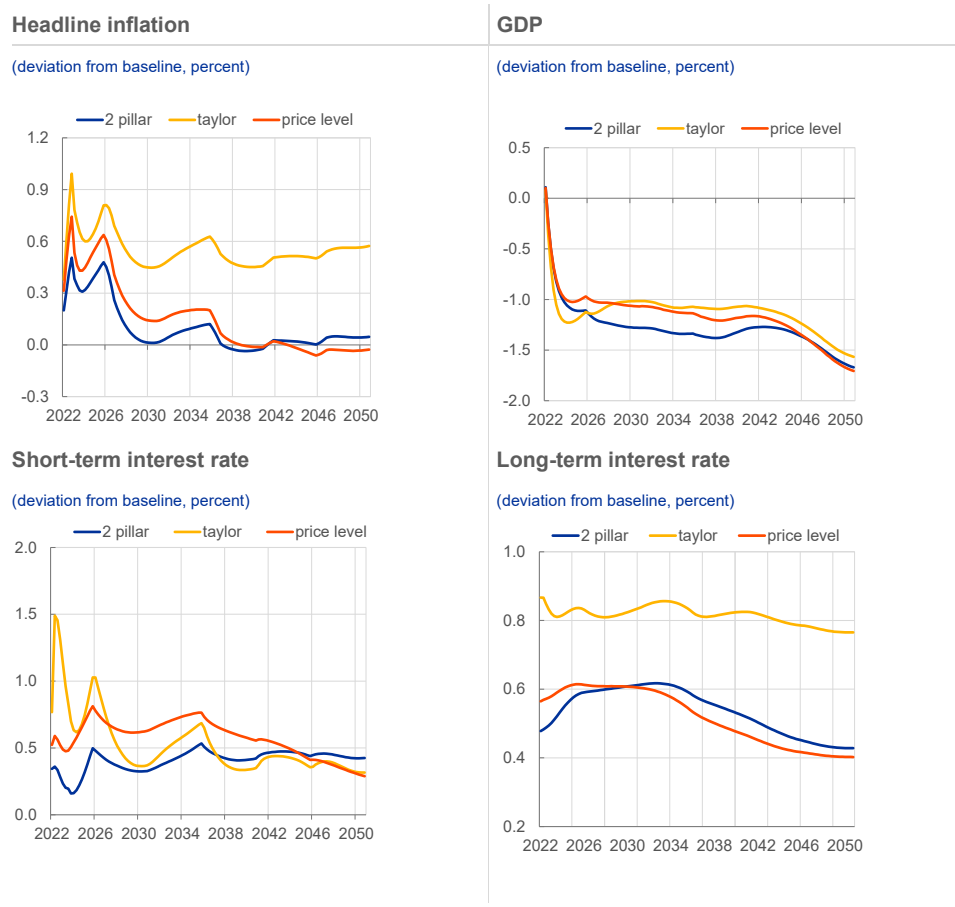 Headline inflation
(deviation from baseline, percent)
2 pillar taylor price level
1.2
0.9
0.6
0.3
0.0
-0.3
2022 2026 2030 2034 2038 2042 2046 2050
GDP
(deviation from baseline, percent)
2 pillar taylor price level
0.5
0.0
-0.5
-1.0
-1.5
-2.0
2022 2026 2030 2034 2038 2042 2046 2050
Short-term interest rate
(deviation from baseline, percent)
2 pillar taylor price level
2.0
1.5
1.0
0.5
0.0
2022 2026 2030 2034 2038 2042 2046 2050
Long-term interest rate
(deviation from baseline, percent)
2 pillar taylor price level
1.0
0.8
0.6
0.4
0.2
2022 2026 2030 2034 2038 2042 2046 2050